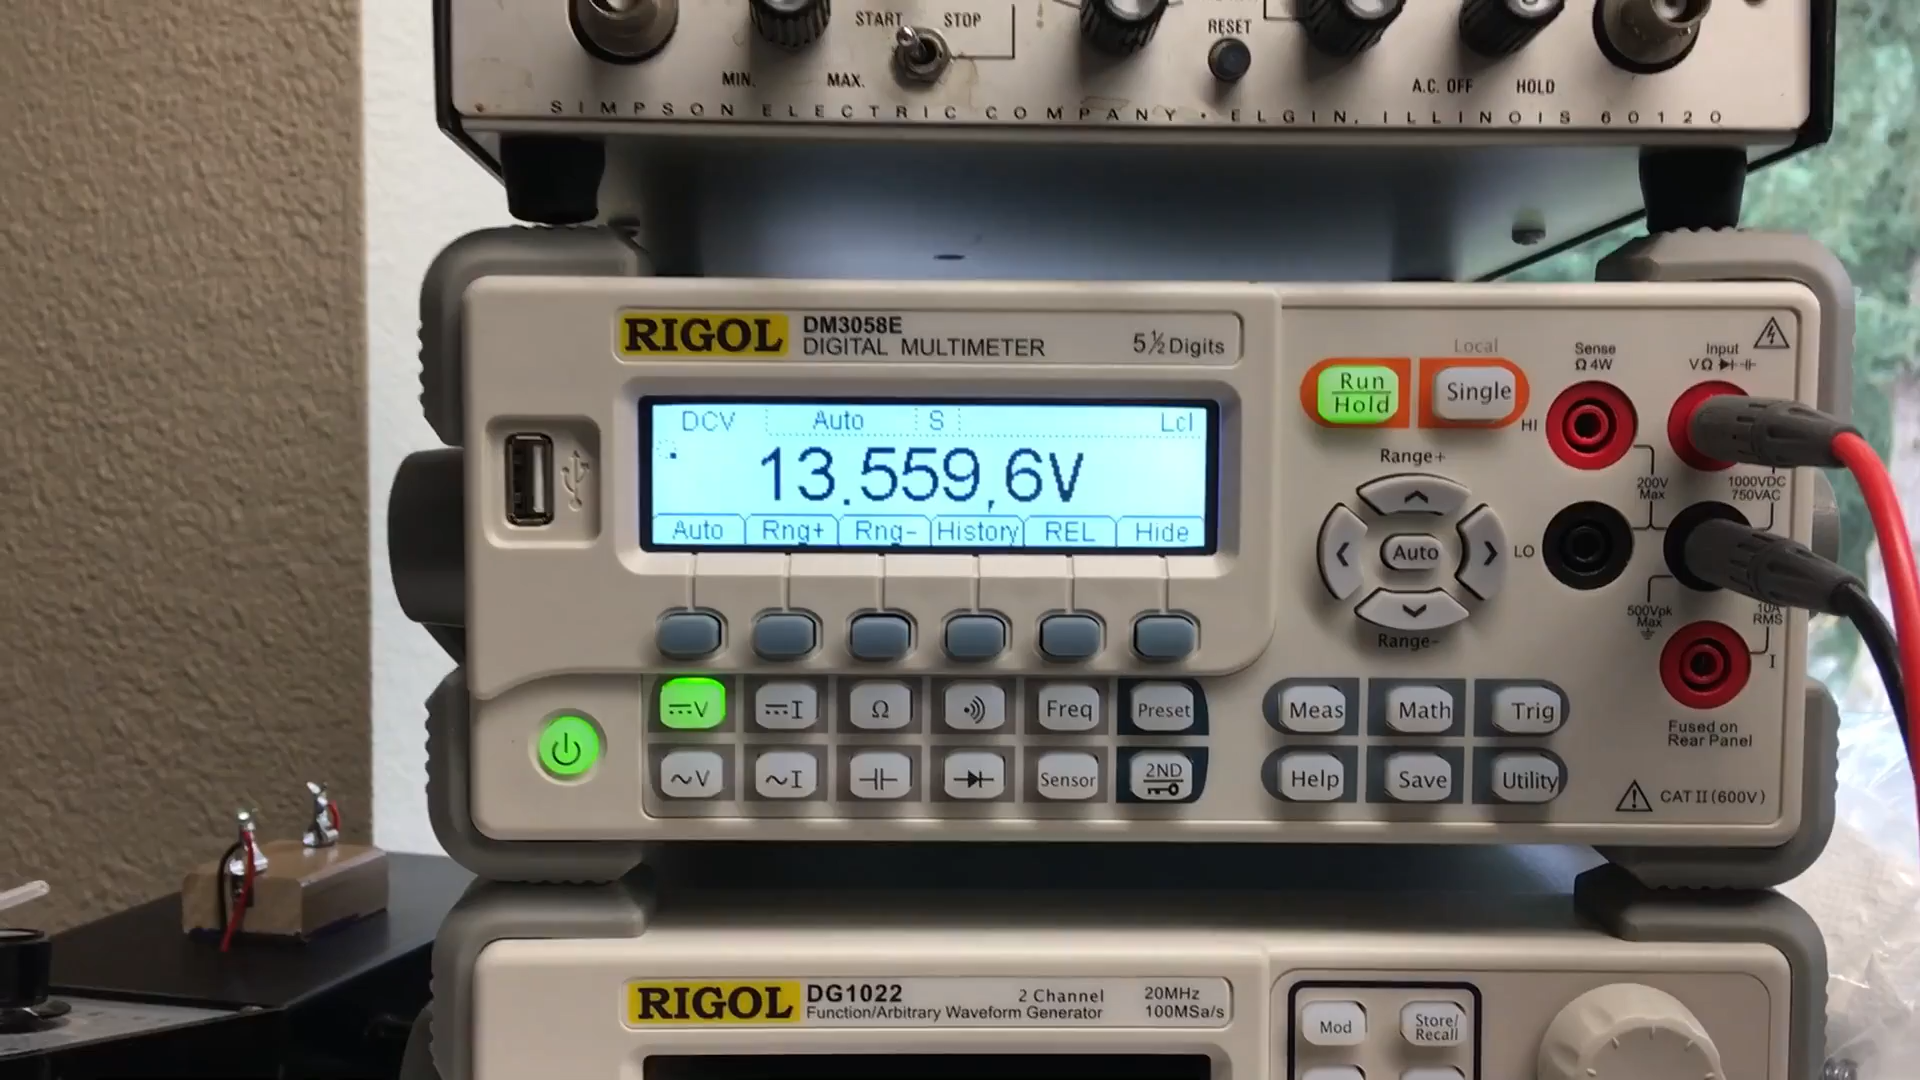 START STOP
RESET
MIN. MAX.
A.C. OFF HOLD
SIMPSON ELECTRIC COMPANY · ELGIN, ILLINOIS 60120
RIGOL DM3058E
DIGITAL MULTIMETER 5½Digits
DCV Auto S Lcl
13.559,6V
Auto Rng+ Rng- History REL Hide
Local
Run
Hold
Single
Range+
Auto
Range-
Sense
Ω4W
Input
VΩ
HI
200V
Max
1000VDC
750VAC
LO
500Vpk
Max
10A
RMS
I
Fused on
Rear Panel
CAT II (600V)
V I Ω Freq Preset
~V ~I Sensor 2ND
Meas Math Trig
Help Save Utility
RIGOL DG1022 2 Channel 20MHz
Function/Arbitrary Waveform Generator 100MSa/s
Mod
Store/
Recall